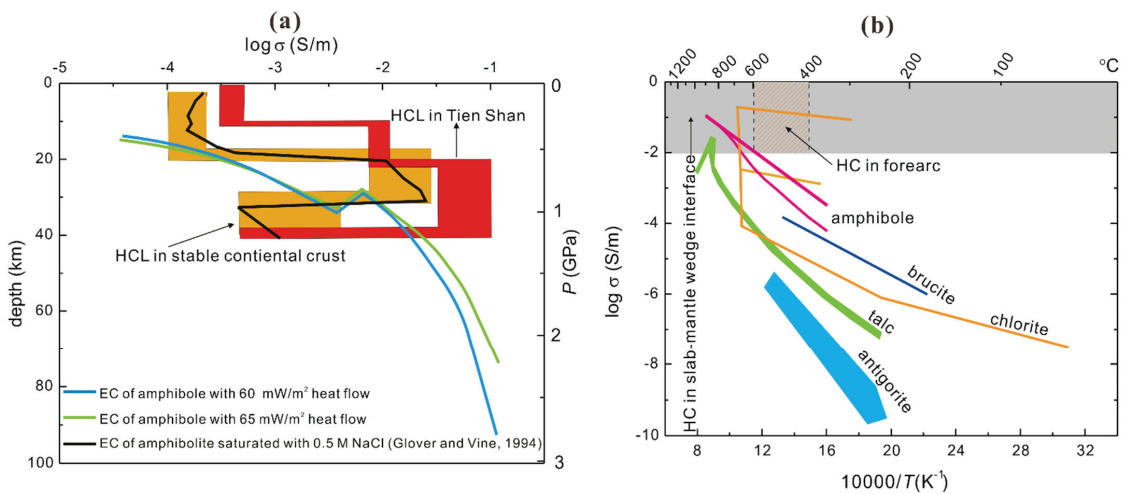 (a)
log σ (S/m)
-5 -4 -3 -2 -1
0 20 40 60 80 100
depth (km)
0 1 2 3
P (GPa)
HCL in Tien Shan
HCL in stable contiental crust
EC of amphibole with 60 mW/m² heat flow
EC of amphibole with 65 mW/m² heat flow
EC of amphibolite saturated with 0.5 M NaCl (Glover and Vine, 1994)
(b)
1200 800 600 400 200 100 °C
0 -2 -4 -6 -8 -10
log σ (S/m)
HC in slab-mantle wedge interface
HC in forearc
amphibole
brucite
chlorite
talc
antigorite
8 12 16 20 24 28 32
10000/T(K⁻¹)